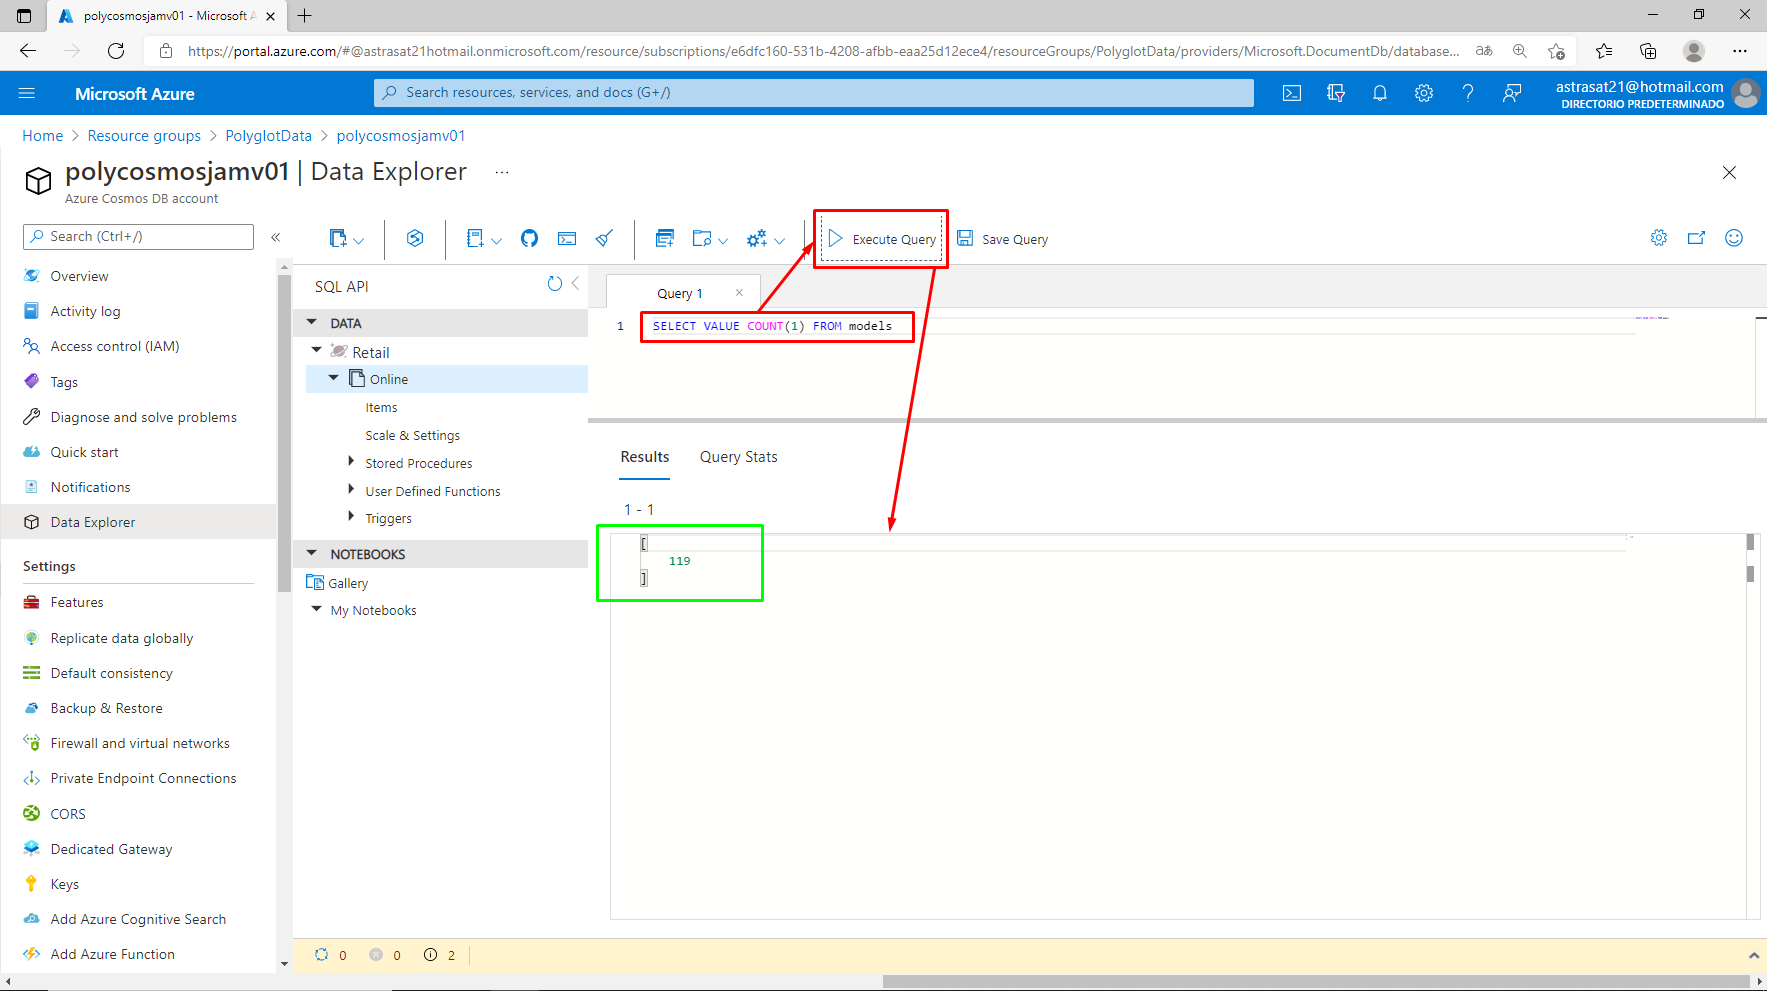 polycosmosjamv01 - Microsoft A
https://portal.azure.com/#@astrasat21hotmail.onmicrosoft.com/resource/subscriptions/e6dfc160-531b-4208-afbb-eaa25d12ece4/resourceGroups/PolyglotData/providers/Microsoft.DocumentDb/database...
aあ
Microsoft Azure
Search resources, services, and docs (G+/)
astrasat21@hotmail.com
DIRECTORIO PREDETERMINADO
Home > Resource groups > PolyglotData > polycosmosjamv01
polycosmosjamv01 | Data Explorer ...
Azure Cosmos DB account
Search (Ctrl+/)
«
Execute Query
Save Query
Overview
Activity log
Access control (IAM)
Tags
Diagnose and solve problems
Quick start
Notifications
Data Explorer
Settings
Features
Replicate data globally
Default consistency
Backup & Restore
Firewall and virtual networks
Private Endpoint Connections
CORS
Dedicated Gateway
Keys
Add Azure Cognitive Search
Add Azure Function
SQL API
DATA
Retail
Online
Items
Scale & Settings
Stored Procedures
User Defined Functions
Triggers
NOTEBOOKS
Gallery
My Notebooks
Query 1
1 SELECT VALUE COUNT(1) FROM models
Results
Query Stats
1 - 1
[
119
]
0 0 2